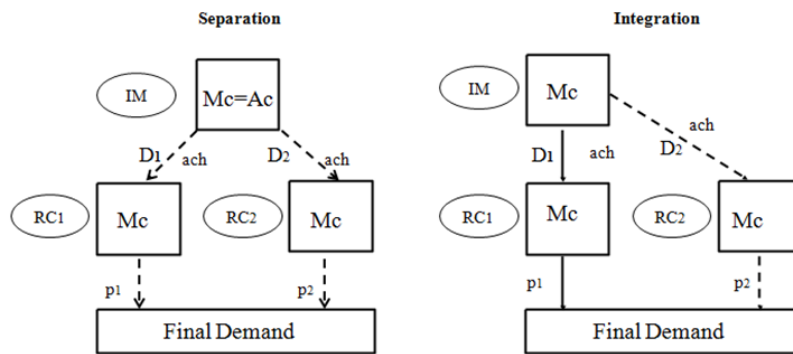 Separation
IM
Mc=Ac
D1 ach
D2 ach
RC1
Mc
RC2
Mc
p1
p2
Final Demand
Integration
IM
Mc
D1 ach
D2 ach
RC1
Mc
RC2
Mc
p1
p2
Final Demand